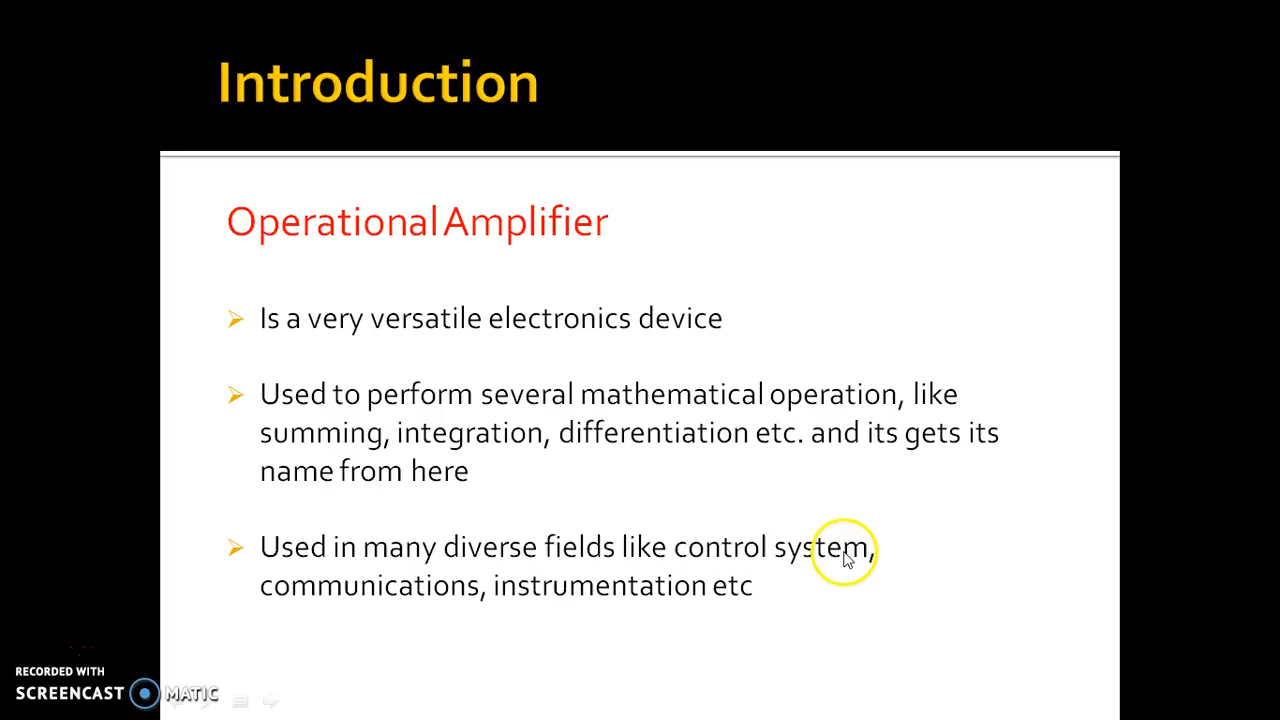 Introduction
Operational Amplifier
Is a very versatile electronics device
Used to perform several mathematical operation, like
summing, integration, differentiation etc. and its gets its
name from here
Used in many diverse fields like control system,
communications, instrumentation etc
RECORDED WITH
SCREENCAST MATIC